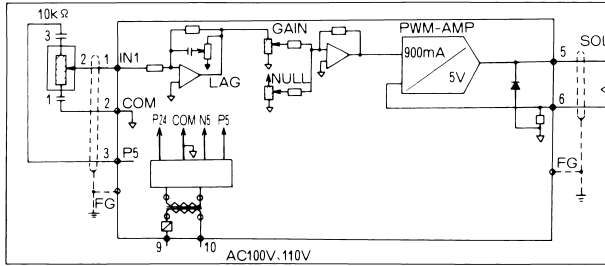 10kΩ
3
2
1
1
IN1
2
COM
3
P5
FG
LAG
GAIN
NULL
PWM-AMP
900mA
5V
5
SOL
6
FG
P24 COM N5 P5
9 10
AC100V、110V